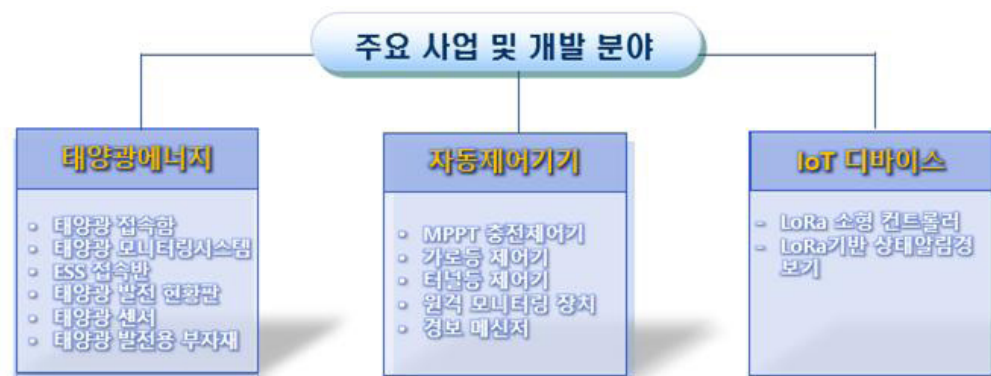 주요 사업 및 개발 분야
태양광에너지
• 태양광 접속함
• 태양광 모니터링시스템
• ESS 접속반
• 태양광 발전 현황판
• 태양광 센서
• 태양광 발전용 부자재
자동제어기기
• MPPT 충전제어기
• 가로등 제어기
• 터널등 제어기
• 원격 모니터링 장치
• 경보 메신저
IoT 디바이스
- LoRa 소형 컨트롤러
- LoRa기반 상태알림경
보기